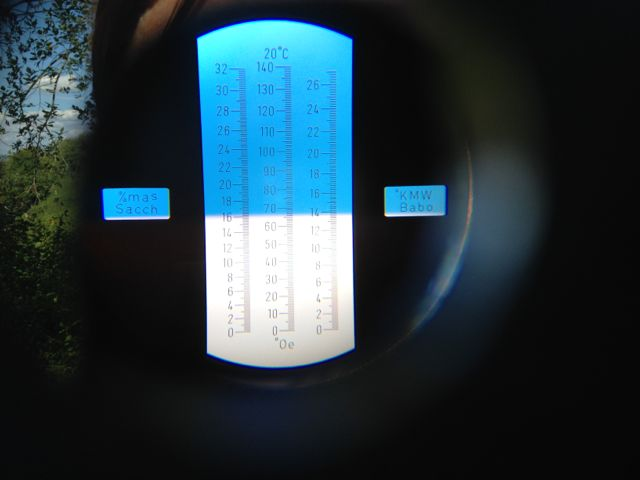 20°C
32 140
30 130 26
28 120 24
26 110 22
24 100 20
22 90 18
20 80 16
18 70 14
16 60 12
14 50 10
12 40 8
10 30 6
8 20 4
6 10 2
4 0 0
2
0
°Oe
%mas
Sacch
°KMW
Babo